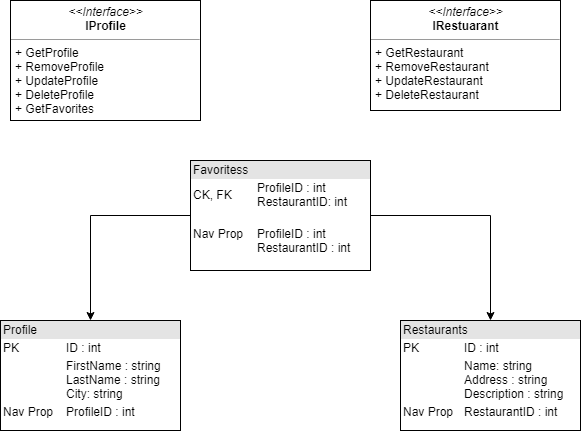 <<Interface>>
IProfile
+ GetProfile
+ RemoveProfile
+ UpdateProfile
+ DeleteProfile
+ GetFavorites
<<Interface>>
IRestuarant
+ GetRestaurant
+ RemoveRestaurant
+ UpdateRestaurant
+ DeleteRestaurant
Favoritess
CK, FK ProfileID : int
RestaurantID: int
Nav Prop ProfileID : int
RestaurantID : int
Profile
PK ID : int
FirstName : string
LastName : string
City: string
Nav Prop ProfileID : int
Restaurants
PK ID : int
Name: string
Address : string
Description : string
Nav Prop RestaurantID : int